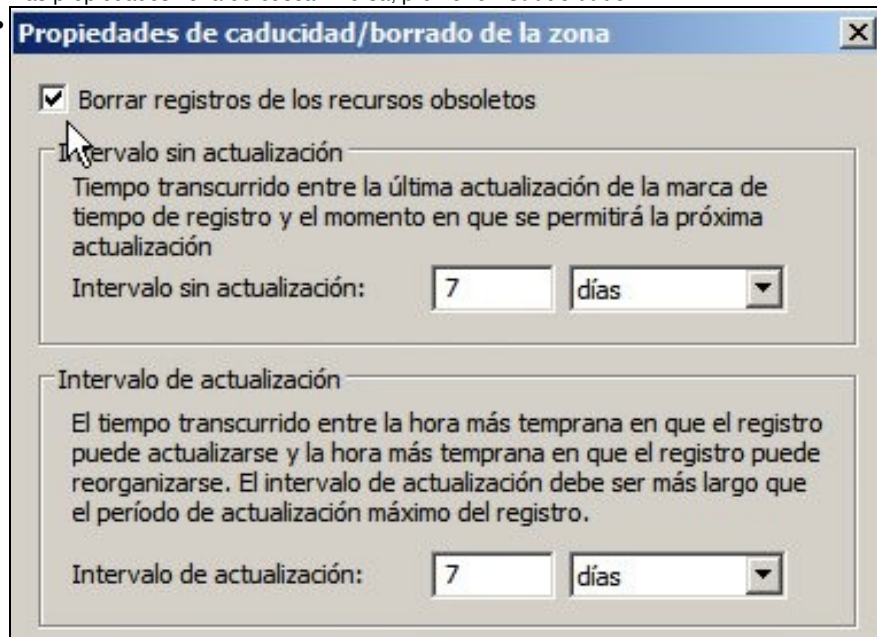 Propiedades de caducidad/borrado de la zona
Borrar registros de los recursos obsoletos
Intervalo sin actualización
Tiempo transcurrido entre la última actualización de la marca de
tiempo de registro y el momento en que se permitirá la próxima
actualización
Intervalo sin actualización: 7 días
Intervalo de actualización
El tiempo transcurrido entre la hora más temprana en que el registro
puede actualizarse y la hora más temprana en que el registro puede
reorganizarse. El intervalo de actualización debe ser más largo que
el período de actualización máximo del registro.
Intervalo de actualización: 7 días